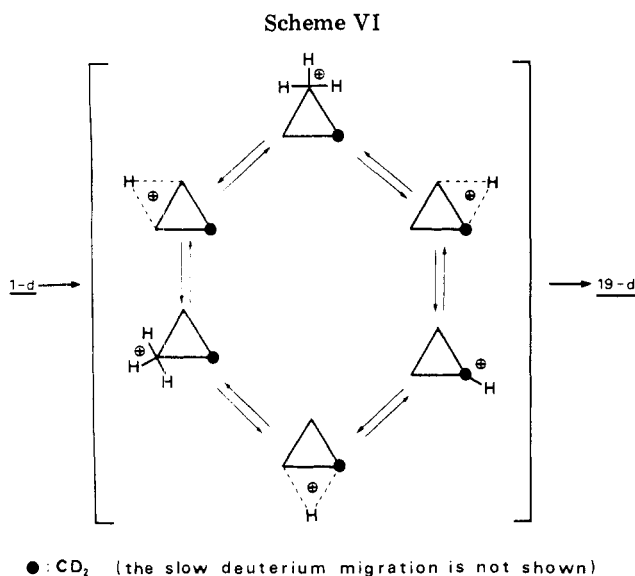 Scheme VI
H
H ⊕ H
H ⊕
⊕ H
1-d
19-d
H
⊕
H H
⊕
H
⊕
H
● : CD₂ (the slow deuterium migration is not shown)